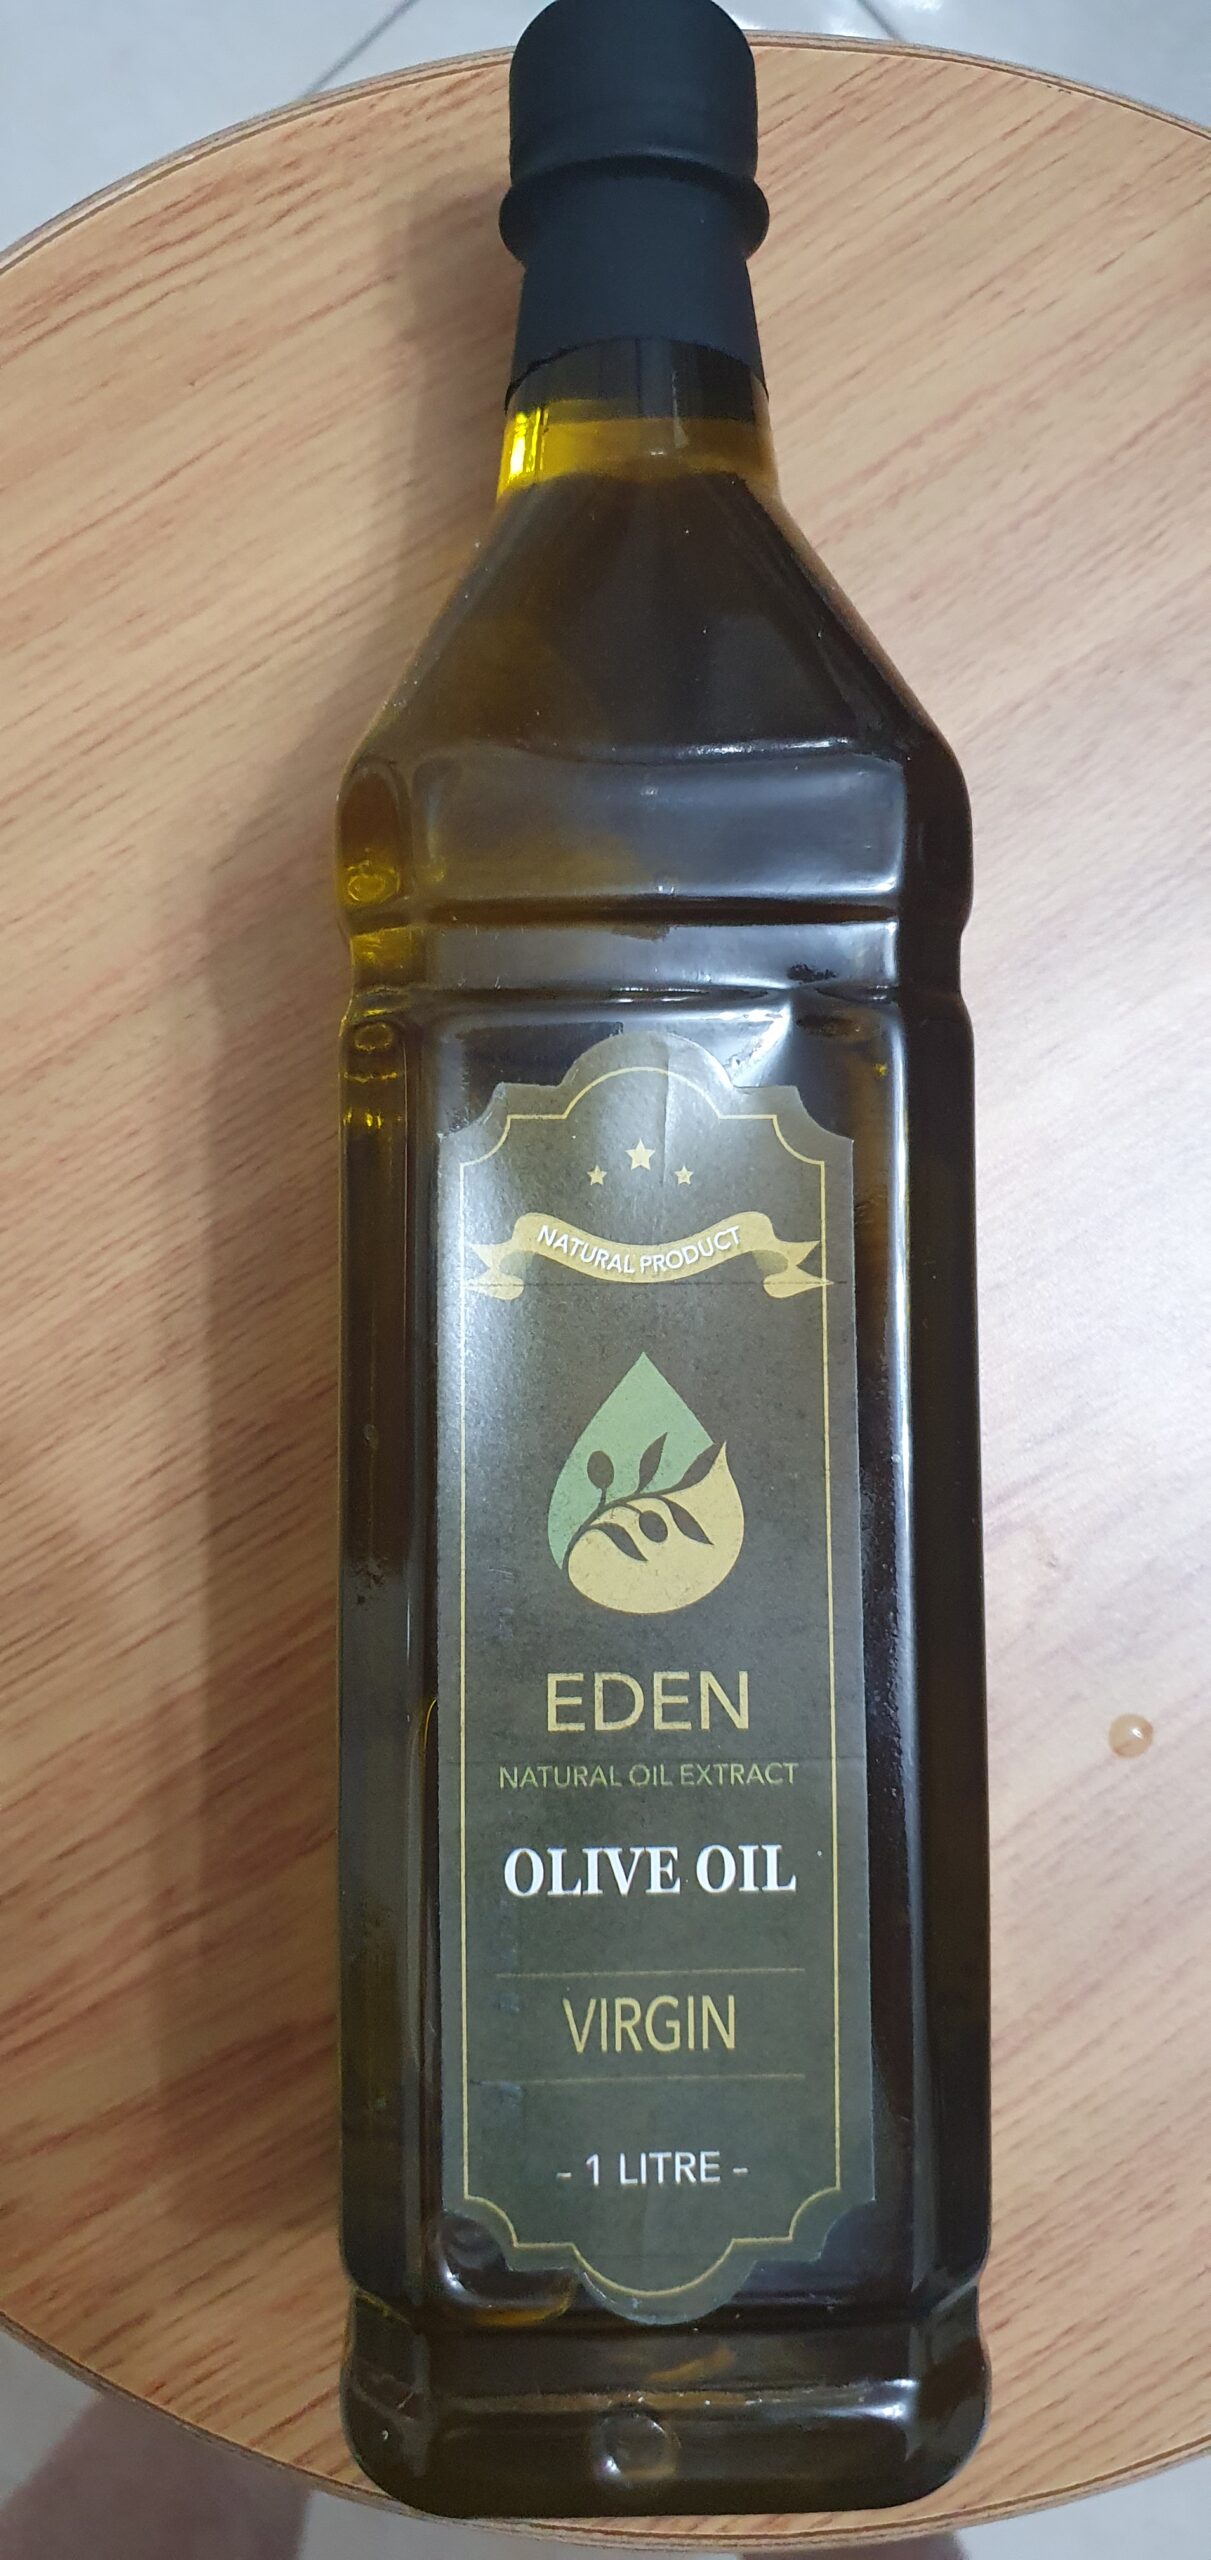 NATURAL PRODUCT
EDEN
NATURAL OIL EXTRACT
OLIVE OIL
VIRGIN
- 1 LITRE -